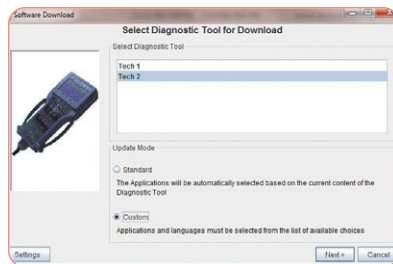 Software Download
Select Diagnostic Tool for Download
Select Diagnostic Tool
Tech 1
Tech 2
Update Mode
Standard
The Applications will be automatically selected based on the current content of the
Diagnostic Tool
Custom
Applications and languages must be selected from the list of available choices
Settings
Next >
Cancel